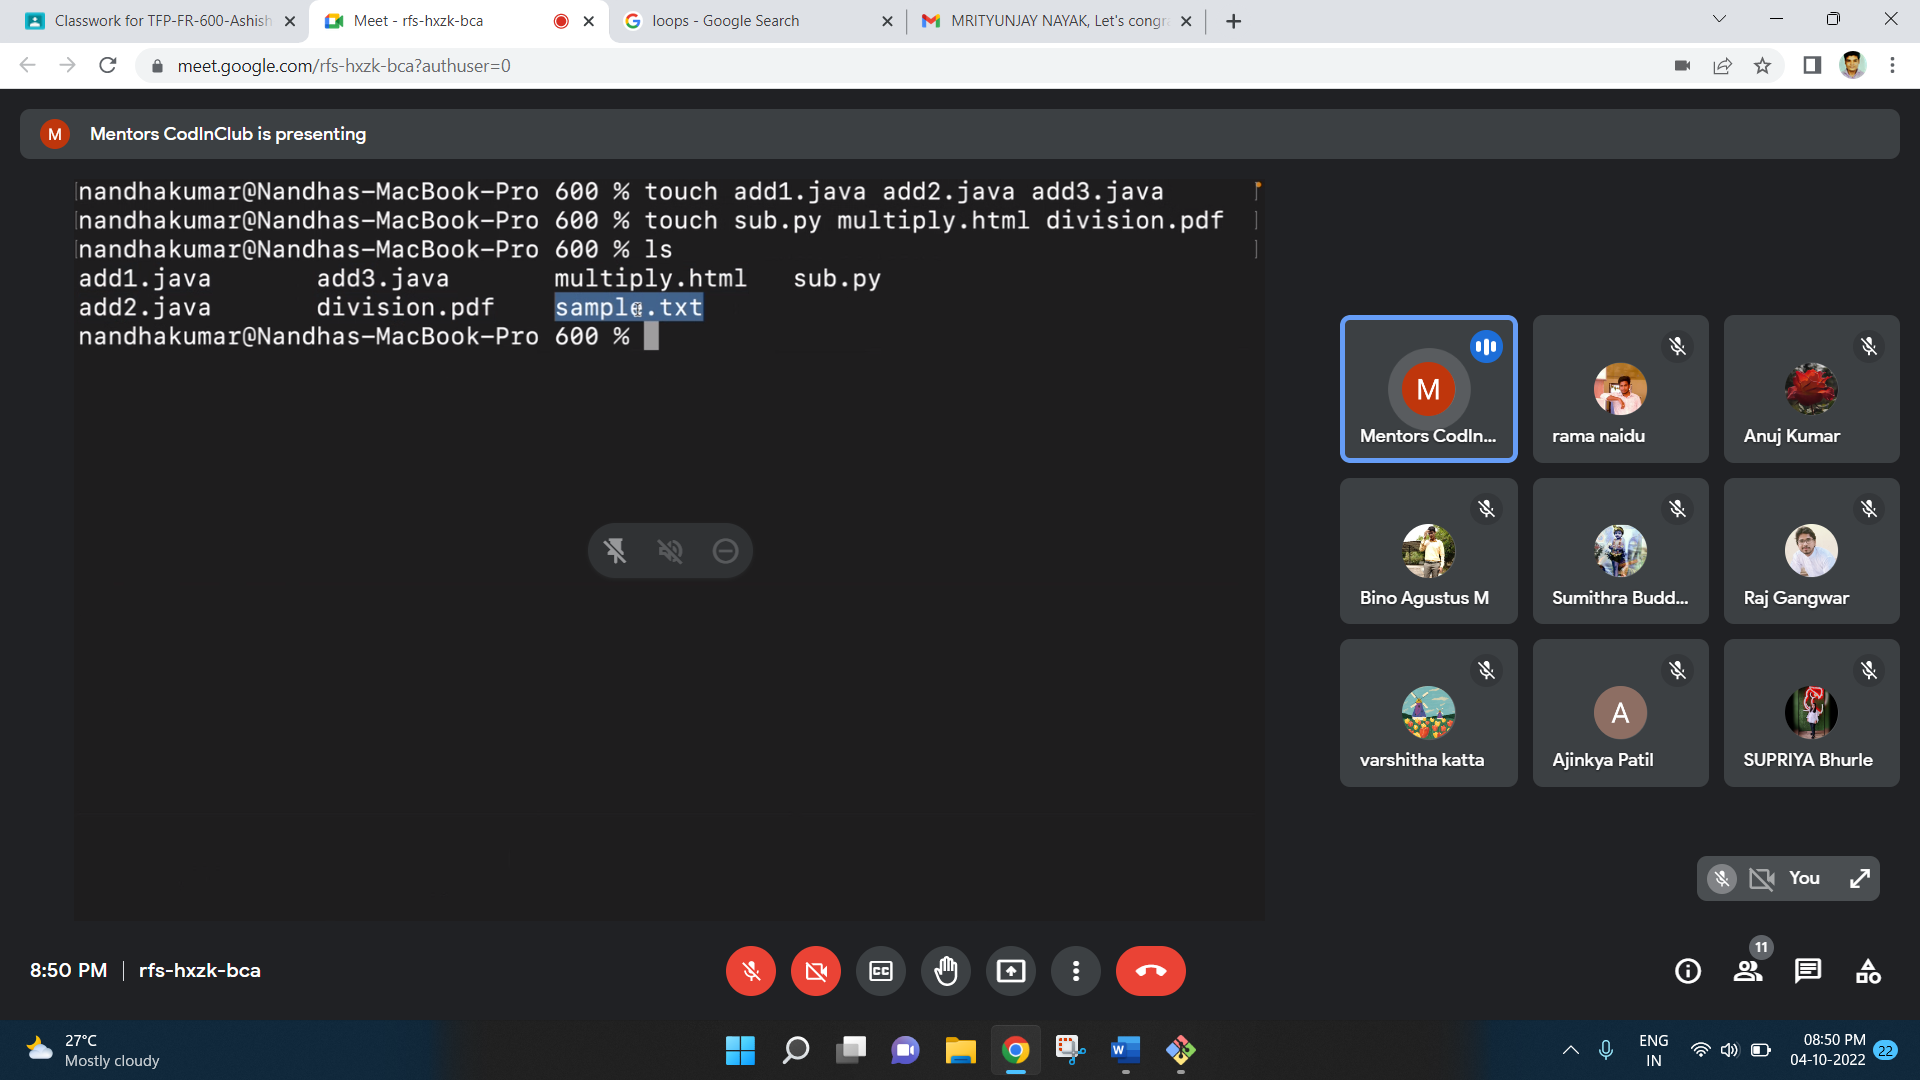 Classwork for TFP-FR-600-Ashish
Meet - rfs-hxzk-bca
loops - Google Search
MRITYUNJAY NAYAK, Let's congr
meet.google.com/rfs-hxzk-bca?authuser=0
M
Mentors CodInClub is presenting
nandhakumar@Nandhas-MacBook-Pro 600 % touch add1.java add2.java add3.java
nandhakumar@Nandhas-MacBook-Pro 600 % touch sub.py multiply.html division.pdf
nandhakumar@Nandhas-MacBook-Pro 600 % ls
add1.java add3.java multiply.html sub.py
add2.java division.pdf sample.txt
nandhakumar@Nandhas-MacBook-Pro 600 %
M
Mentors CodIn...
rama naidu
Anuj Kumar
Bino Agustus M
Sumithra Budd...
Raj Gangwar
varshitha katta
A
Ajinkya Patil
SUPRIYA Bhurle
You
8:50 PM | rfs-hxzk-bca
CC
11
27°C
Mostly cloudy
W
ENG
IN
08:50 PM
04-10-2022
22